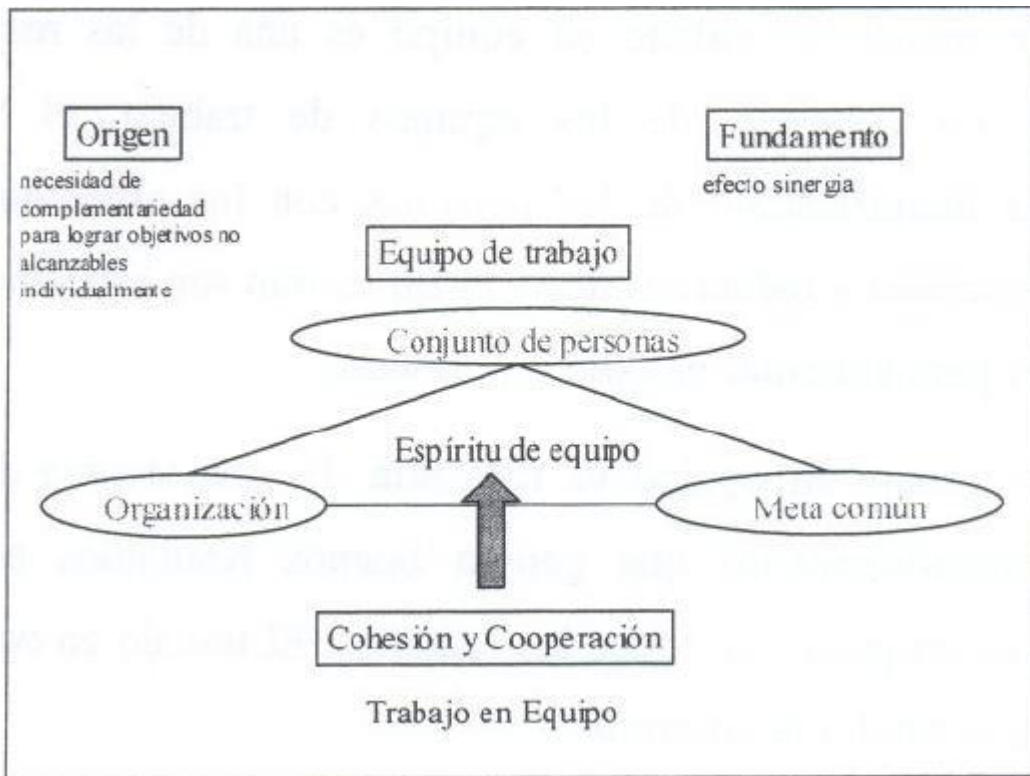 Origen
necesidad de
complementariedad
para lograr objetivos no
alcanzables
individualmente
Fundamento
efecto sinergia
Equipo de trabajo
Conjunto de personas
Espíritu de equipo
Organización
Meta común
Cohesión y Cooperación
Trabajo en Equipo